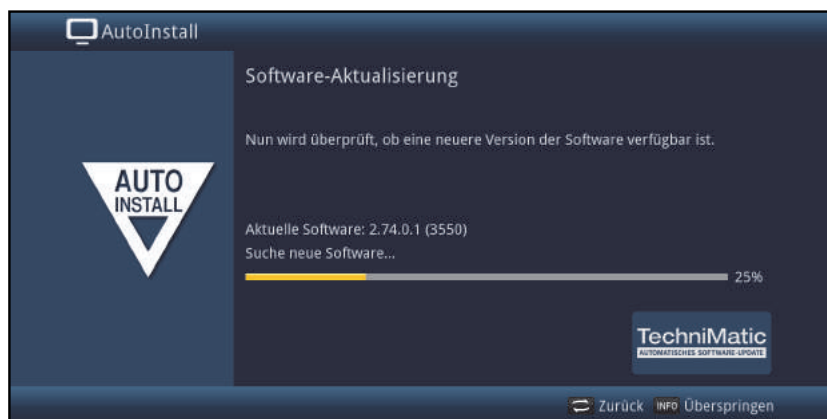 AutoInstall
Software-Aktualisierung
Nun wird überprüft, ob eine neuere Version der Software verfügbar ist.
AUTO
INSTALL
Aktuelle Software: 2.74.0.1 (3550)
Suche neue Software...
25%
TechniMatic
AUTOMATISCHES SOFTWARE-UPDATE
Zurück INFO Überspringen